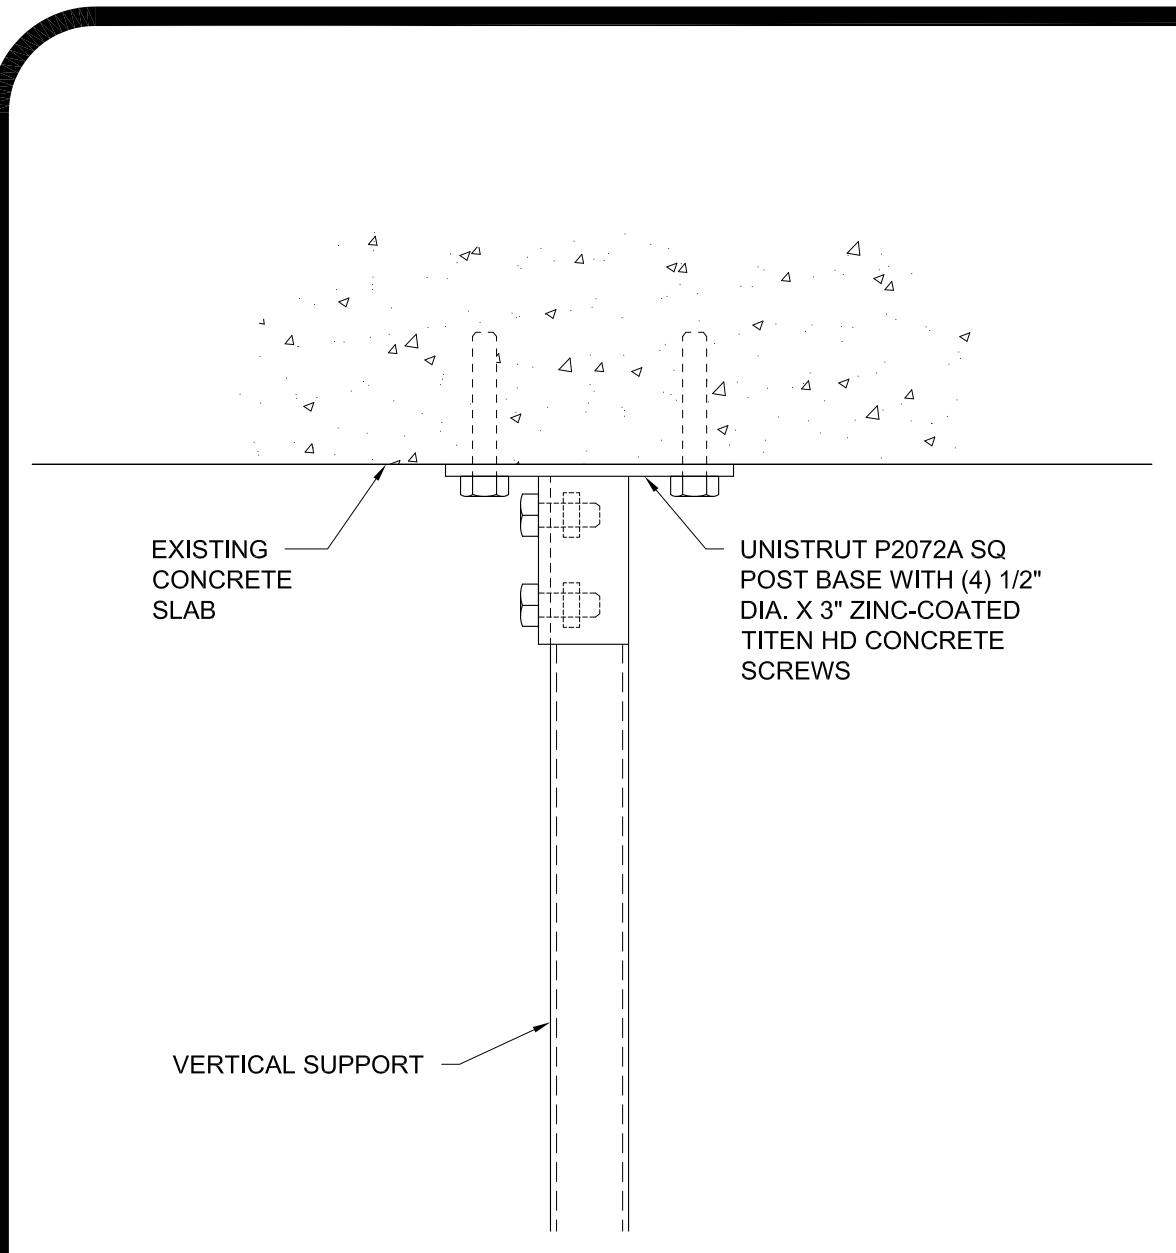 EXISTING
CONCRETE
SLAB
UNISTRUT P2072A SQ
POST BASE WITH (4) 1/2"
DIA. X 3" ZINC-COATED
TITEN HD CONCRETE
SCREWS
VERTICAL SUPPORT